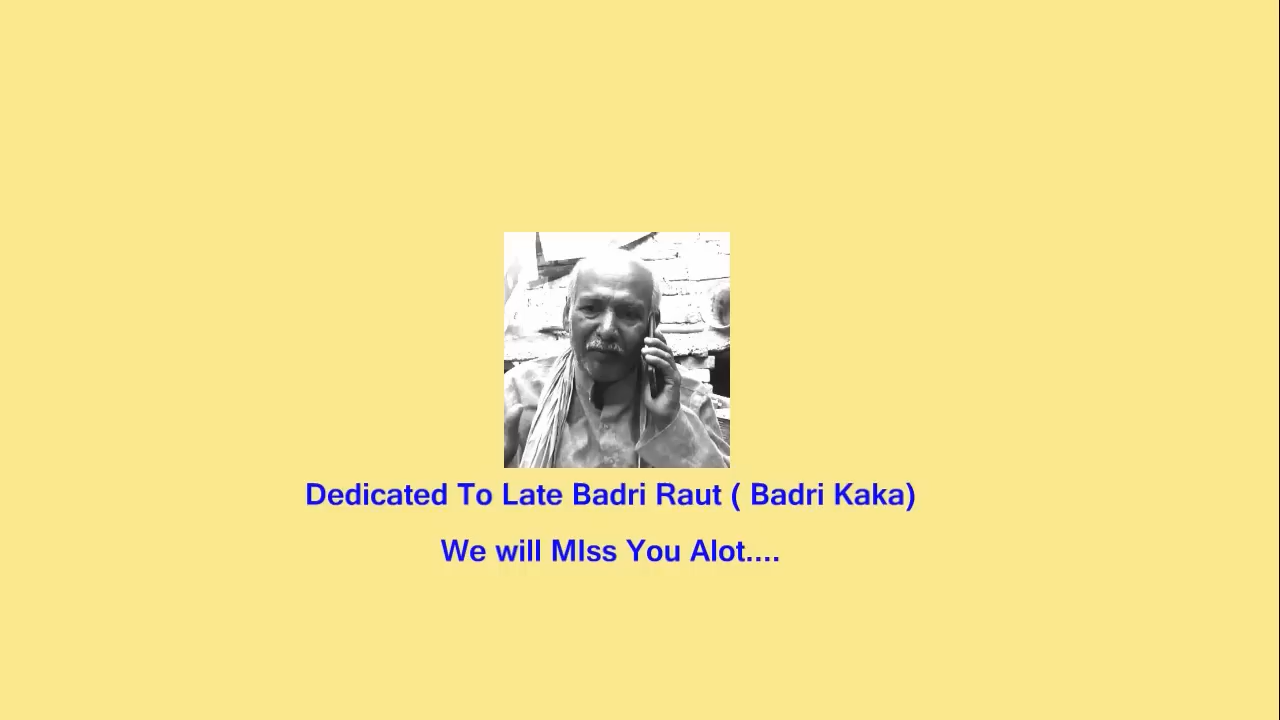 Dedicated To Late Badri Raut ( Badri Kaka)
We will MIss You Alot....